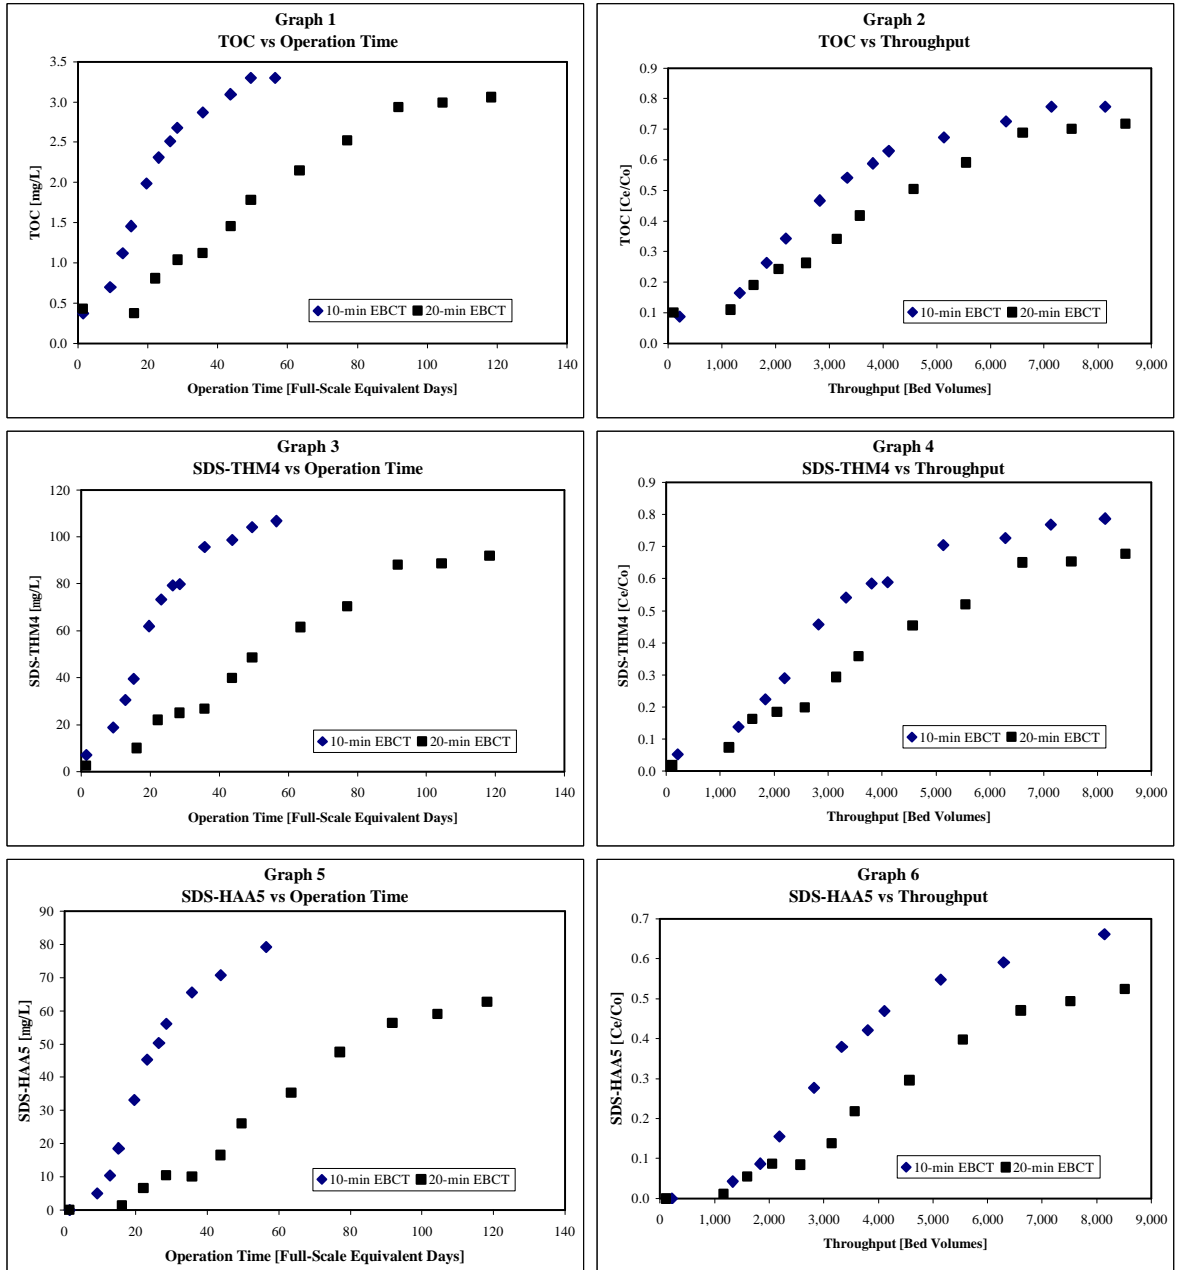 Graph 1
TOC vs Operation Time
3.5
3.0
2.5
2.0
1.5
1.0
0.5
0.0
TOC [mg/L]
10-min EBCT
20-min EBCT
0 20 40 60 80 100 120 140
Operation Time [Full-Scale Equivalent Days]
Graph 2
TOC vs Throughput
0.9
0.8
0.7
0.6
0.5
0.4
0.3
0.2
0.1
0.0
TOC [Ce/Co]
10-min EBCT
20-min EBCT
0 1,000 2,000 3,000 4,000 5,000 6,000 7,000 8,000 9,000
Throughput [Bed Volumes]
Graph 3
SDS-THM4 vs Operation Time
120
100
80
60
40
20
0
SDS-THM4 [mg/L]
10-min EBCT
20-min EBCT
0 20 40 60 80 100 120 140
Operation Time [Full-Scale Equivalent Days]
Graph 4
SDS-THM4 vs Throughput
0.9
0.8
0.7
0.6
0.5
0.4
0.3
0.2
0.1
0.0
SDS-THM4 [Ce/Co]
10-min EBCT
20-min EBCT
0 1,000 2,000 3,000 4,000 5,000 6,000 7,000 8,000 9,000
Throughput [Bed Volumes]
Graph 5
SDS-HAA5 vs Operation Time
90
80
70
60
50
40
30
20
10
0
SDS-HAA5 [mg/L]
10-min EBCT
20-min EBCT
0 20 40 60 80 100 120 140
Operation Time [Full-Scale Equivalent Days]
Graph 6
SDS-HAA5 vs Throughput
0.7
0.6
0.5
0.4
0.3
0.2
0.1
0.0
SDS-HAA5 [Ce/Co]
10-min EBCT
20-min EBCT
0 1,000 2,000 3,000 4,000 5,000 6,000 7,000 8,000 9,000
Throughput [Bed Volumes]